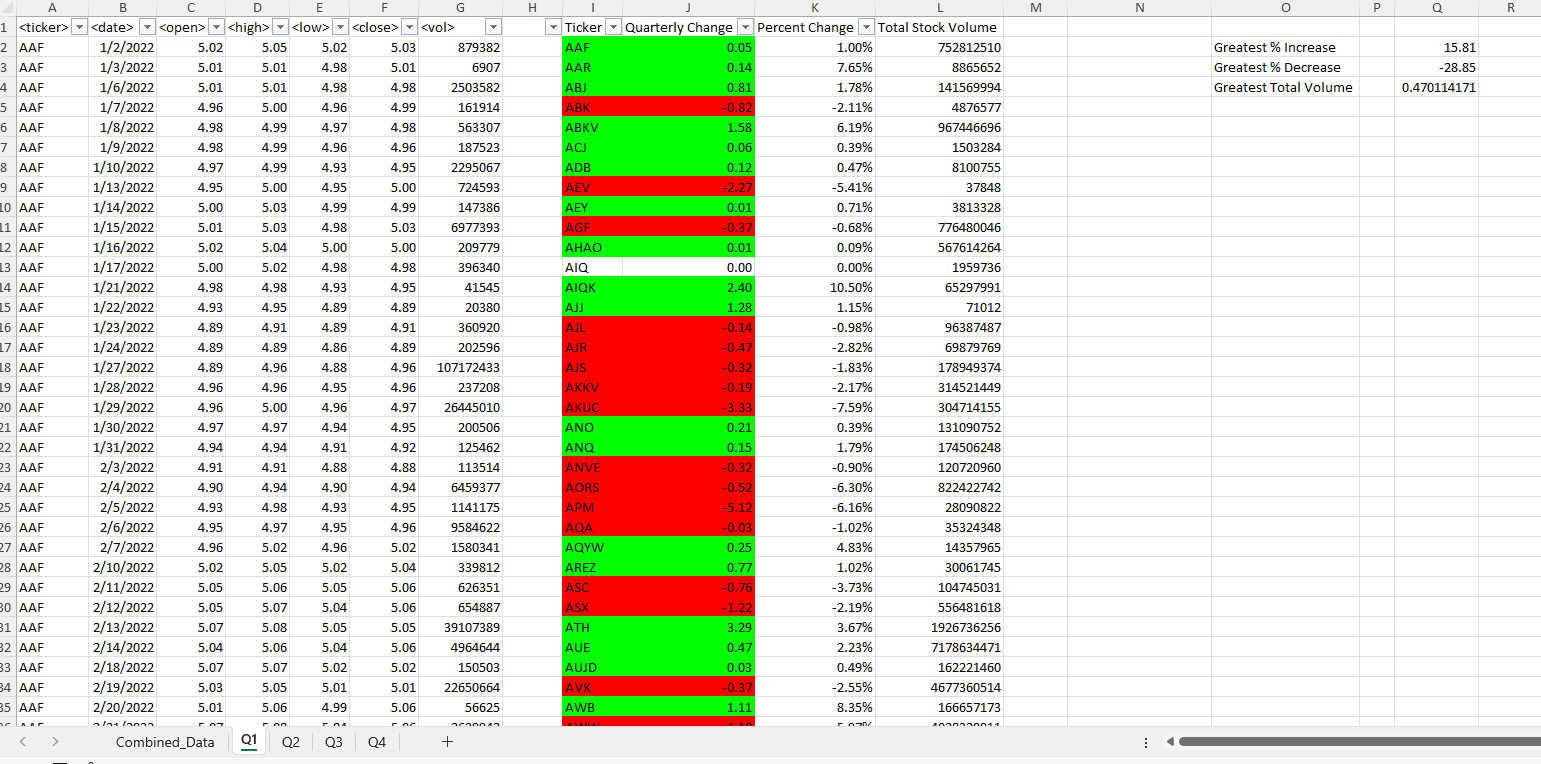 A B C D E F G H I J K L M N O P Q R
1 <ticker> <date> <open> <high> <low> <close> <vol> Ticker Quarterly Change Percent Change Total Stock Volume
2 AAF 1/2/2022 5.02 5.05 5.02 5.03 879382 AAF 0.05 1.00% 752812510 Greatest % Increase 15.81
3 AAF 1/3/2022 5.01 5.01 4.98 5.01 6907 AAR 0.14 7.65% 8865652 Greatest % Decrease -28.85
4 AAF 1/6/2022 5.01 5.01 4.98 4.98 2503582 ABJ 0.81 1.78% 141569994 Greatest Total Volume 0.470114171
5 AAF 1/7/2022 4.96 5.00 4.96 4.99 161914 ABK -0.82 -2.11% 4876577
6 AAF 1/8/2022 4.98 4.99 4.97 4.98 563307 ABKV 1.58 6.19% 967446696
7 AAF 1/9/2022 4.98 4.99 4.96 4.96 187523 ACJ 0.06 0.39% 1503284
8 AAF 1/10/2022 4.97 4.99 4.93 4.95 2295067 ADB 0.12 0.47% 8100755
9 AAF 1/13/2022 4.95 5.00 4.95 5.00 724593 AEV -2.27 -5.41% 37848
10 AAF 1/14/2022 5.00 5.03 4.99 4.99 147386 AEY 0.01 0.71% 3813328
11 AAF 1/15/2022 5.01 5.03 4.98 5.03 6977393 AGF -0.37 -0.68% 776480046
12 AAF 1/16/2022 5.02 5.04 5.00 5.00 209779 AHAO 0.01 0.09% 567614264
13 AAF 1/17/2022 5.00 5.02 4.98 4.98 396340 AIQ 0.00 0.00% 1959736
14 AAF 1/21/2022 4.98 4.98 4.93 4.95 41545 AIQK 2.40 10.50% 65297991
15 AAF 1/22/2022 4.93 4.95 4.89 4.89 20380 AJJ 1.28 1.15% 71012
16 AAF 1/23/2022 4.89 4.91 4.89 4.91 360920 AJL -0.14 -0.98% 96387487
17 AAF 1/24/2022 4.89 4.89 4.86 4.89 202596 AJR -0.47 -2.82% 69879769
18 AAF 1/27/2022 4.89 4.96 4.88 4.96 107172433 AJS -0.32 -1.83% 178949374
19 AAF 1/28/2022 4.96 4.96 4.95 4.96 237208 AKKV -0.19 -2.17% 314521449
20 AAF 1/29/2022 4.96 5.00 4.96 4.97 26445010 AKUC -3.33 -7.59% 304714155
21 AAF 1/30/2022 4.97 4.97 4.94 4.95 200506 ANO 0.21 0.39% 131090752
22 AAF 1/31/2022 4.94 4.94 4.91 4.92 125462 ANQ 0.15 1.79% 174506248
23 AAF 2/3/2022 4.91 4.91 4.88 4.88 113514 ANVE -0.32 -0.90% 120720960
24 AAF 2/4/2022 4.90 4.94 4.90 4.94 6459377 AORS -0.52 -6.30% 822422742
25 AAF 2/5/2022 4.93 4.98 4.93 4.95 1141175 APM -5.12 -6.16% 28090822
26 AAF 2/6/2022 4.95 4.97 4.95 4.96 9584622 AQA -0.03 -1.02% 35324348
27 AAF 2/7/2022 4.96 5.02 4.96 5.02 1580341 AQYW 0.25 4.83% 14357965
28 AAF 2/10/2022 5.02 5.05 5.02 5.04 339812 AREZ 0.77 1.02% 30061745
29 AAF 2/11/2022 5.05 5.06 5.05 5.06 626351 ASC -0.76 -3.73% 104745031
30 AAF 2/12/2022 5.05 5.07 5.04 5.06 654887 ASX -1.22 -2.19% 556481618
31 AAF 2/13/2022 5.07 5.08 5.05 5.05 39107389 ATH 3.29 3.67% 1926736256
32 AAF 2/14/2022 5.04 5.06 5.04 5.06 4964644 AUE 0.47 2.23% 7178634471
33 AAF 2/18/2022 5.07 5.07 5.02 5.02 150503 AUJD 0.03 0.49% 162221460
34 AAF 2/19/2022 5.03 5.05 5.01 5.01 22650664 AVK -0.37 -2.55% 4677360514
35 AAF 2/20/2022 5.01 5.06 4.99 5.06 56625 AWB 1.11 8.35% 166657173
Combined_Data Q1 Q2 Q3 Q4